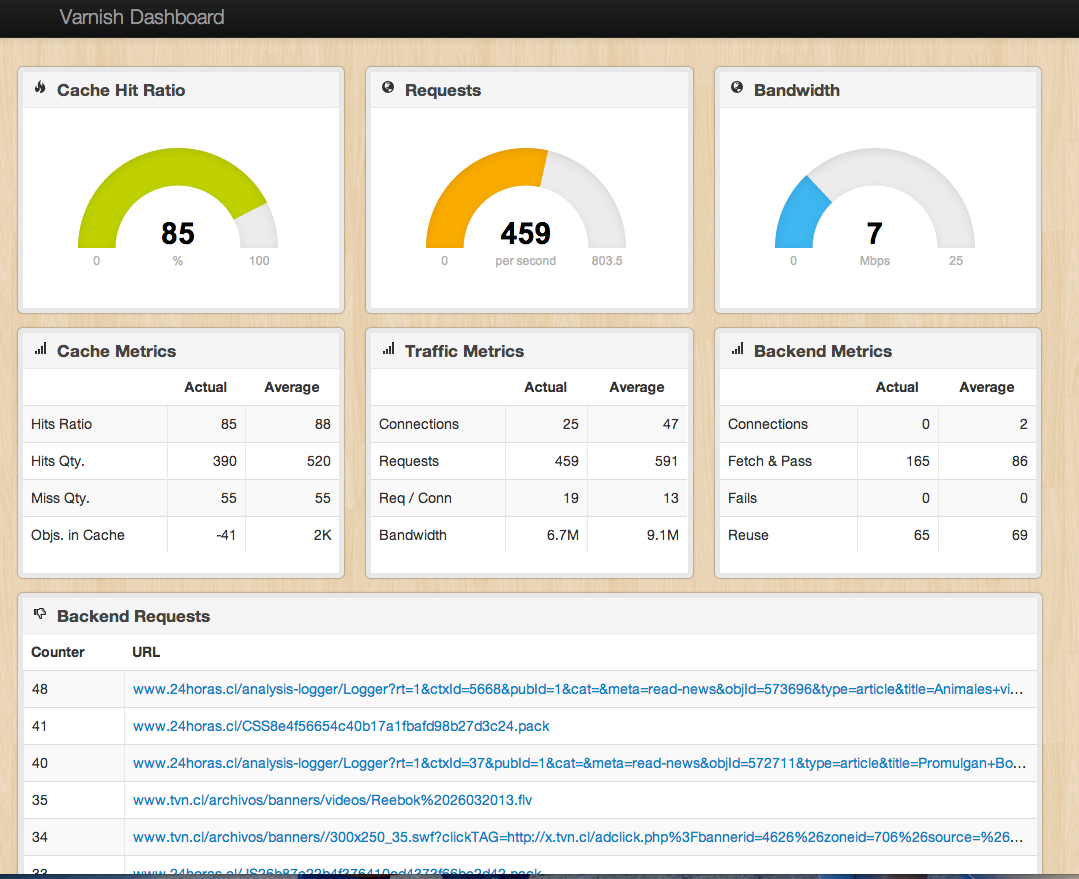 Varnish Dashboard
Cache Hit Ratio
85
0 % 100
Requests
459
0 per second 803.5
Bandwidth
7
0 Mbps 25
Cache Metrics
Actual Average
Hits Ratio 85 88
Hits Qty. 390 520
Miss Qty. 55 55
Objs. in Cache -41 2K
Traffic Metrics
Actual Average
Connections 25 47
Requests 459 591
Req / Conn 19 13
Bandwidth 6.7M 9.1M
Backend Metrics
Actual Average
Connections 0 2
Fetch & Pass 165 86
Fails 0 0
Reuse 65 69
Backend Requests
Counter URL
48 www.24horas.cl/analysis-logger/Logger?rt=1&ctxId=5668&pubId=1&cat=&meta=read-news&objId=573696&type=article&title=Animales+vi...
41 www.24horas.cl/CSS8e4f56654c40b17a1fbafd98b27d3c24.pack
40 www.24horas.cl/analysis-logger/Logger?rt=1&ctxId=37&pubId=1&cat=&meta=read-news&objId=572711&type=article&title=Promulgan+Bo...
35 www.tvn.cl/archivos/banners/videos/Reebok%2026032013.flv
34 www.tvn.cl/archivos/banners//300x250_35.swf?clickTAG=http://x.tvn.cl/adclick.php%3Fbannerid=4626%26zoneid=706%26source=%26...
33